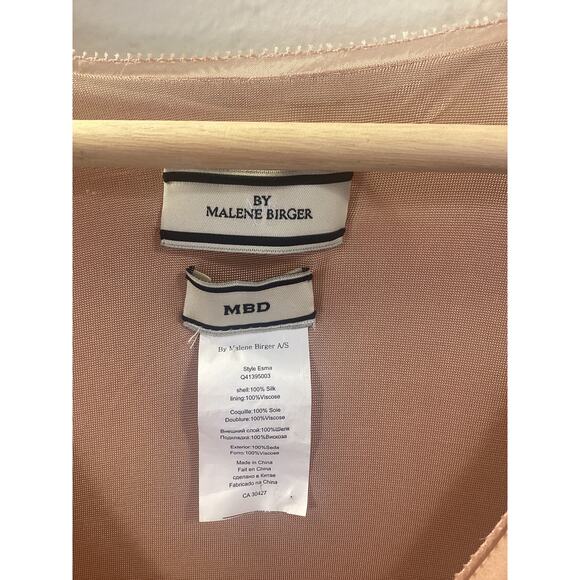 BY
MALENE BIRGER
MBD
By Malene Birger A/S
Style Esma
Q41395003
shell:100% Silk
lining:100%Viscose
Coquille:100% Soie
Doublure:100%Viscose
Внешний слой:100%Шелк
Подкладка:100%Вискоза
Exterior:100%Seda
Forro:100%Viscose
Made in China
Fait en Chine
сделано в Китае
Fabricado na China
CA 30427